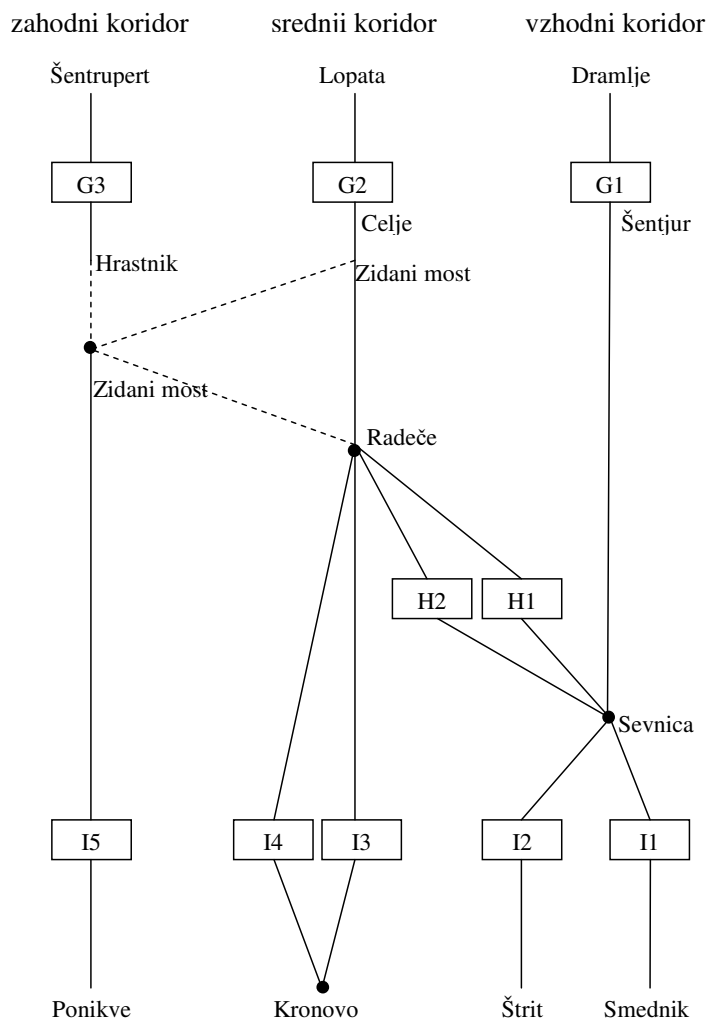 zahodni koridor srednji koridor vzhodni koridor
Šentrupert Lopata Dramlje
G3 G2 G1
Celje Šentjur
Hrastnik
Zidani most
Zidani most
Radeče
H2 H1
Sevnica
I5 I4 I3 I2 I1
Ponikve Kronovo Štrit Smednik